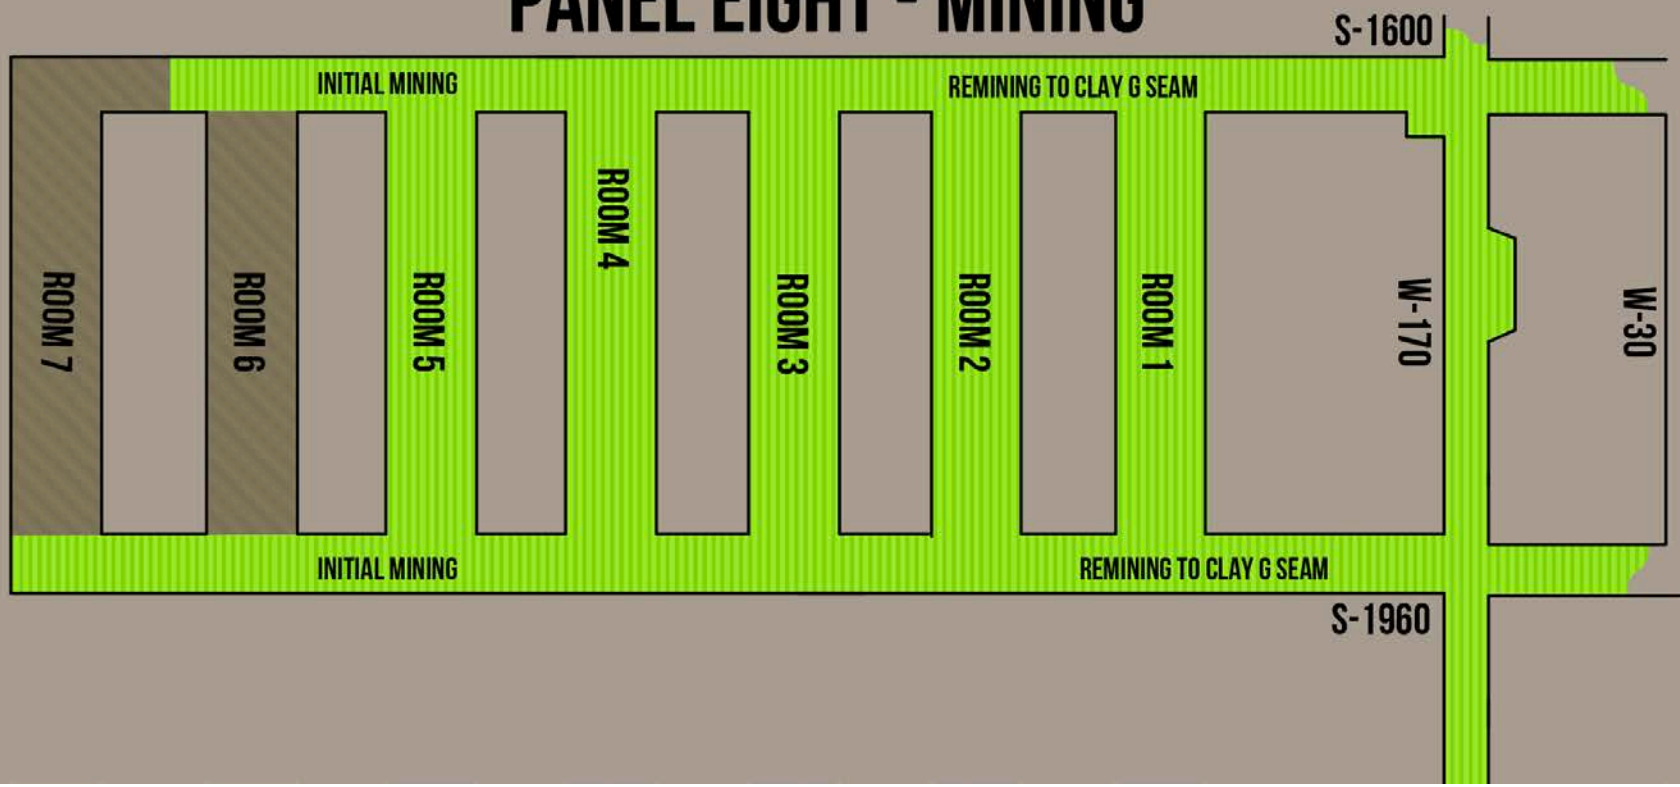 PANEL EIGHT - MINING
S-1600
INITIAL MINING
REMINING TO CLAY G SEAM
ROOM 7
ROOM 6
ROOM 5
ROOM 4
ROOM 3
ROOM 2
ROOM 1
W-170
W-30
INITIAL MINING
REMINING TO CLAY G SEAM
S-1960